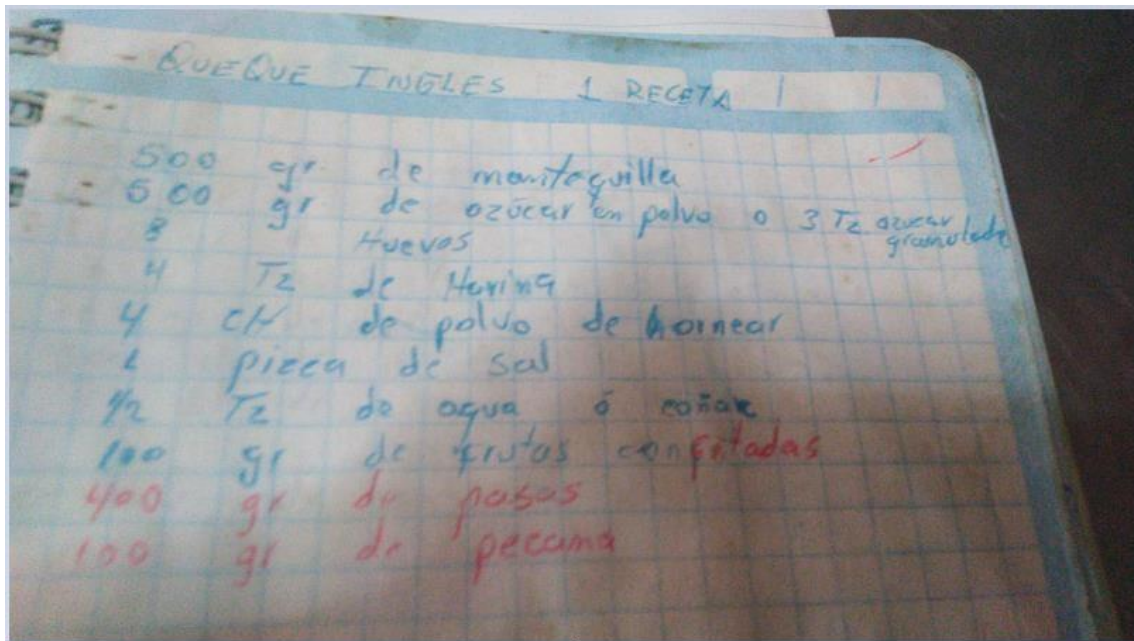 - QUEQUE INGLES 1 RECETA
500 gr de mantequilla
500 gr de azúcar en polvo o 3 Tz azucar granulada
8 Huevos
4 Tz de Harina
4 CH de polvo de hornear
1 pizca de sal
1/2 Tz de agua ó coñac
100 gr de frutas confitadas
400 gr de pasas
100 gr de pecana